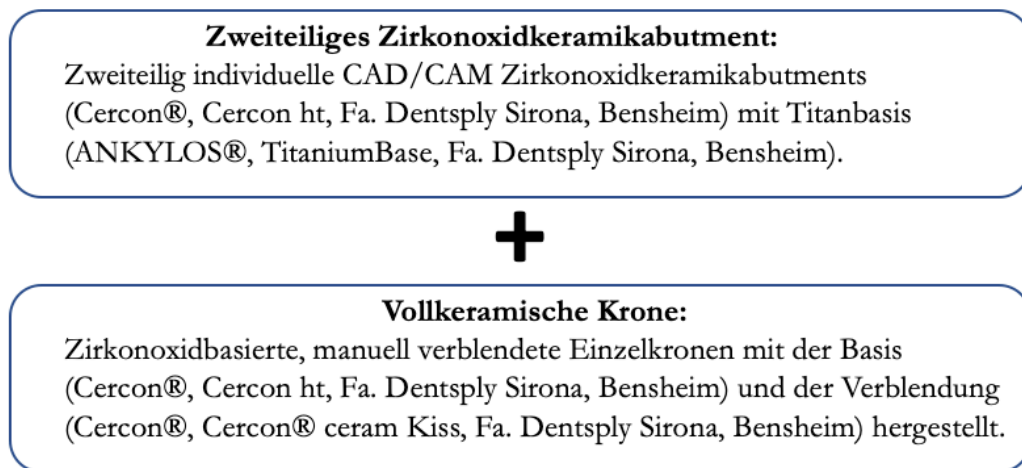 Zweiteiliges Zirkonoxidkeramikabutment:
Zweiteilig individuelle CAD/CAM Zirkonoxidkeramikabutments
(Cercon®, Cercon ht, Fa. Dentsply Sirona, Bensheim) mit Titanbasis
(ANKYLOS®, TitaniumBase, Fa. Dentsply Sirona, Bensheim).
+
Vollkeramische Krone:
Zirkonoxidbasierte, manuell verblendete Einzelkronen mit der Basis
(Cercon®, Cercon ht, Fa. Dentsply Sirona, Bensheim) und der Verblendung
(Cercon®, Cercon® ceram Kiss, Fa. Dentsply Sirona, Bensheim) hergestellt.